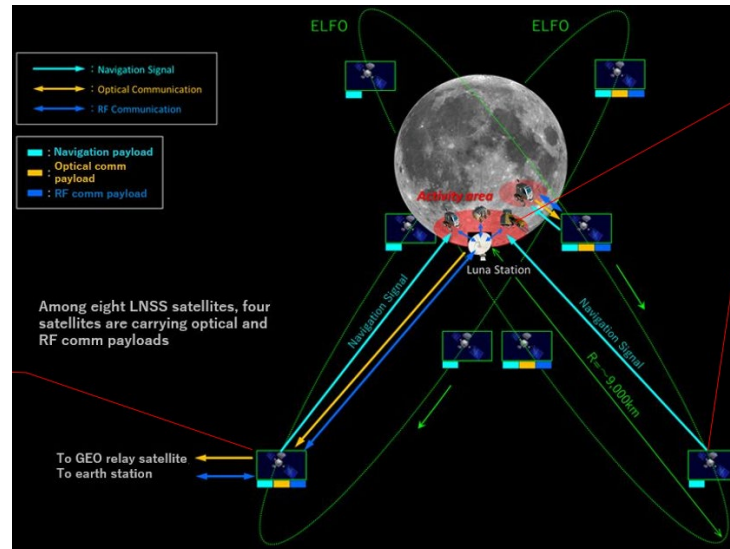 ELFO
ELFO
: Navigation Signal
: Optical Communication
: RF Communication
: Navigation payload
: Optical comm
payload
: RF comm payload
Activity area
Luna Station
Navigation Signal
Navigation Signal
R=~9,000km
Among eight LNSS satellites, four
satellites are carrying optical and
RF comm payloads
To GEO relay satellite
To earth station